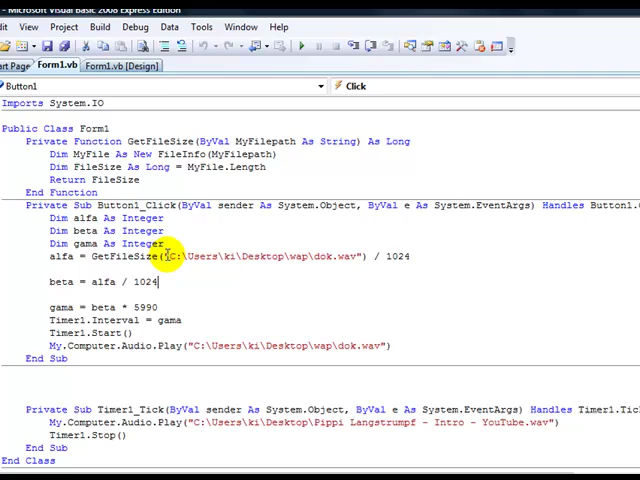 - Microsoft Visual Basic 2008 Express Edition
View Project Build Debug Data Tools Window Help
Page Form1.vb Form1.vb [Design]
Button1 Click
Imports System.IO
Public Class Form1
Private Function GetFileSize(ByVal MyFilepath As String) As Long
Dim MyFile As New FileInfo(MyFilepath)
Dim FileSize As Long = MyFile.Length
Return FileSize
End Function
Private Sub Button1_Click(ByVal sender As System.Object, ByVal e As System.EventArgs) Handles Button1.
Dim alfa As Integer
Dim beta As Integer
Dim gama As Integer
alfa = GetFileSize("C:\Users\ki\Desktop\wap\dok.wav") / 1024
beta = alfa / 1024
gama = beta * 5990
Timer1.Interval = gama
Timer1.Start()
My.Computer.Audio.Play("C:\Users\ki\Desktop\wap\dok.wav")
End Sub
Private Sub Timer1_Tick(ByVal sender As System.Object, ByVal e As System.EventArgs) Handles Timer1.Tic
My.Computer.Audio.Play("C:\Users\ki\Desktop\Pippi Langstrumpf - Intro - YouTube.wav")
Timer1.Stop()
End Sub
End Class